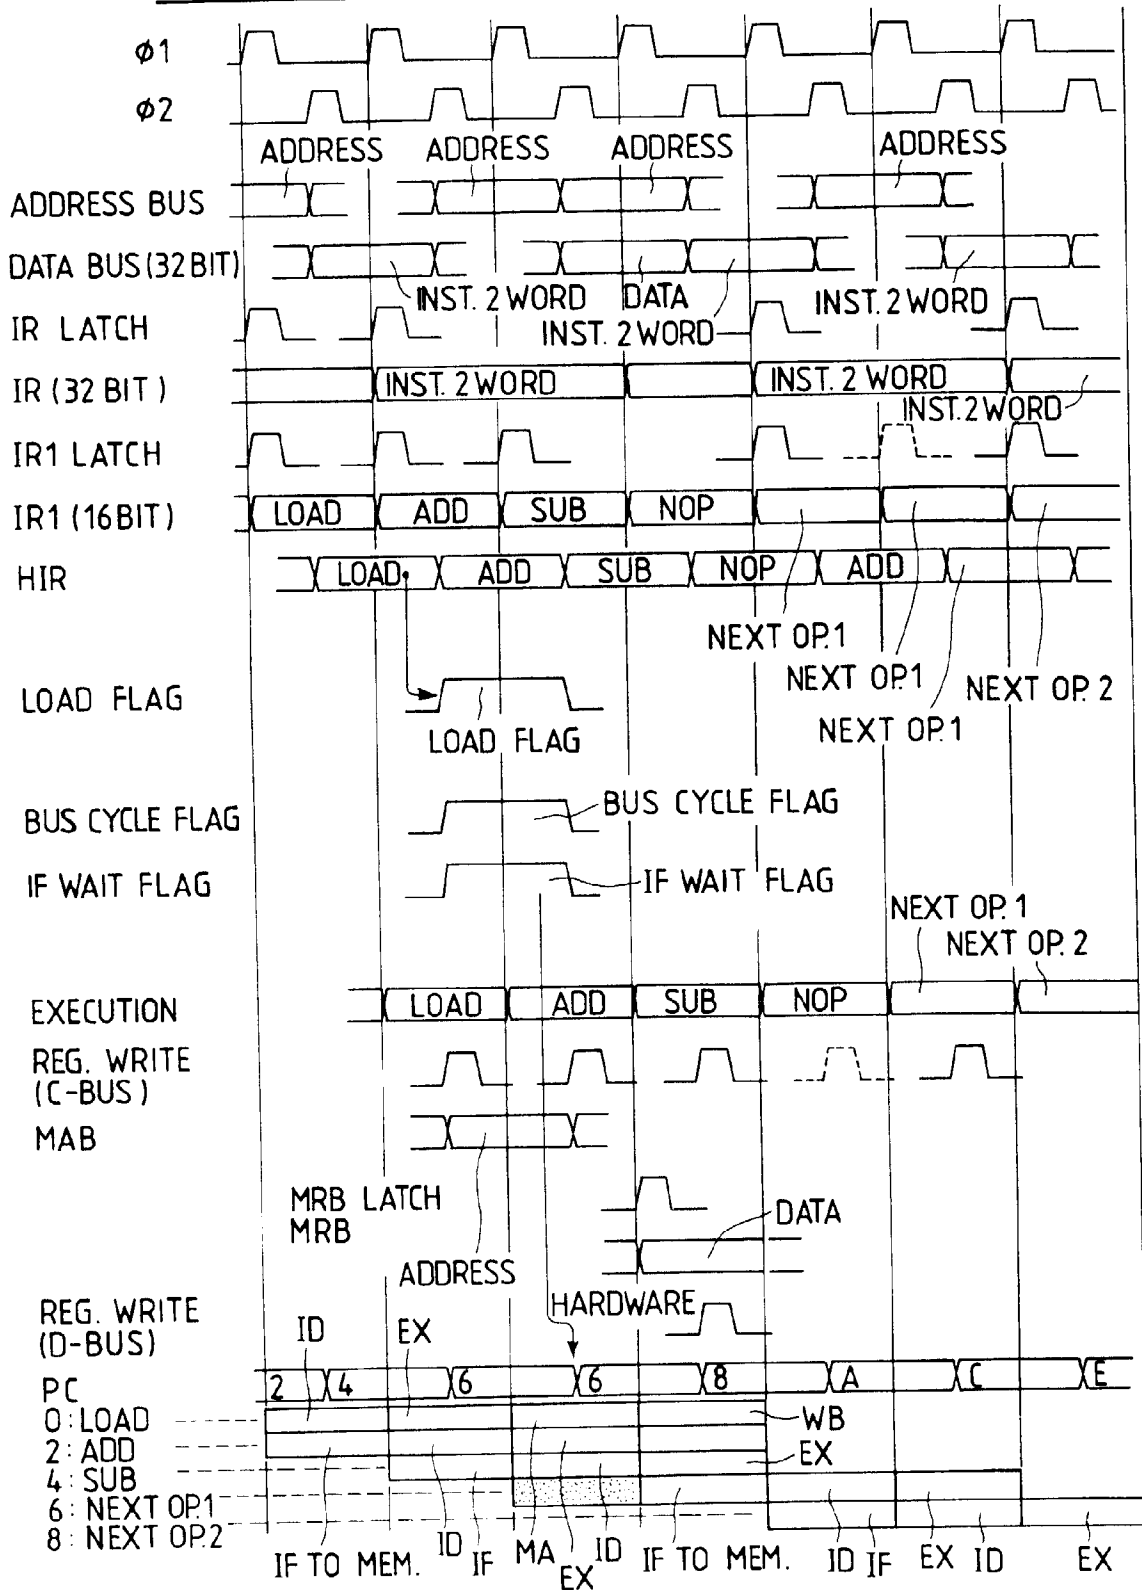 φ1
φ2
ADDRESS ADDRESS ADDRESS ADDRESS
ADDRESS BUS
DATA BUS (32BIT)
INST. 2 WORD DATA INST. 2 WORD
INST. 2 WORD
IR LATCH
IR (32 BIT) INST. 2 WORD INST. 2 WORD
INST. 2 WORD
IR1 LATCH
IR1 (16BIT) LOAD ADD SUB NOP
HIR LOAD ADD SUB NOP ADD
NEXT OP.1
NEXT OP.1 NEXT OP. 2
NEXT OP.1
LOAD FLAG
LOAD FLAG
BUS CYCLE FLAG BUS CYCLE FLAG
IF WAIT FLAG IF WAIT FLAG
NEXT OP. 1
NEXT OP. 2
EXECUTION LOAD ADD SUB NOP
REG. WRITE
(C-BUS)
MAB
MRB LATCH
MRB DATA
ADDRESS
REG. WRITE HARDWARE
(D-BUS) ID EX
PC 2 4 6 6 8 A C E
0 : LOAD WB
2 : ADD EX
4 : SUB
6 : NEXT OP.1
8 : NEXT OP.2
IF TO MEM. ID IF MA EX ID IF TO MEM. ID IF EX ID EX